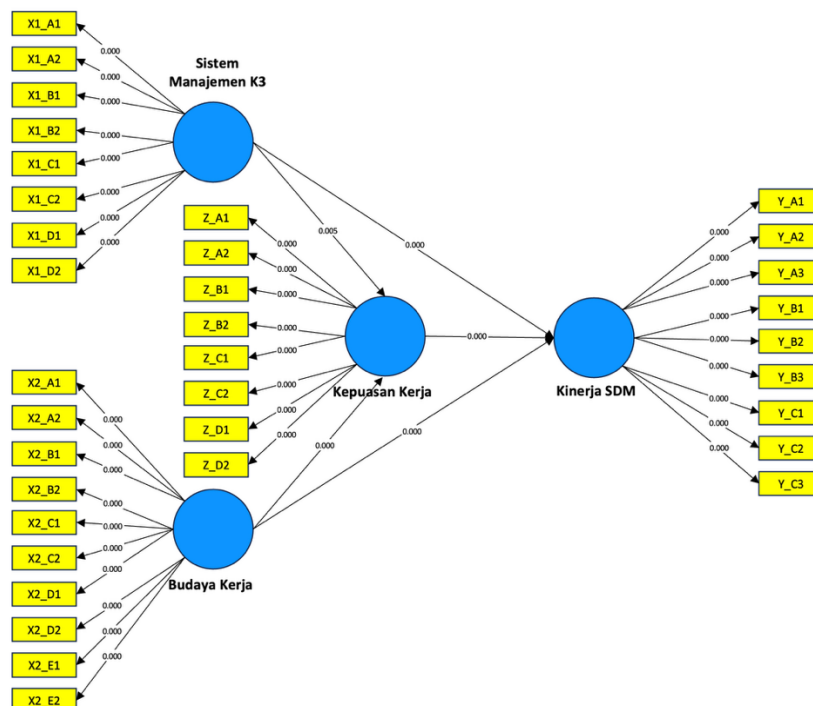 X1_A1
X1_A2
X1_B1
X1_B2
X1_C1
X1_C2
X1_D1
X1_D2
0.000
0.000
0.000
0.000
0.000
0.000
0.000
0.000
Sistem
Manajemen K3
0.005
0.000
Z_A1
Z_A2
Z_B1
Z_B2
Z_C1
Z_C2
Z_D1
Z_D2
0.000
0.000
0.000
0.000
0.000
0.000
0.000
0.000
Kepuasan Kerja
0.000
0.000
0.000
X2_A1
X2_A2
X2_B1
X2_B2
X2_C1
X2_C2
X2_D1
X2_D2
X2_E1
X2_E2
0.000
0.000
0.000
0.000
0.000
0.000
0.000
0.000
0.000
0.000
Budaya Kerja
Kinerja SDM
0.000
0.000
0.000
0.000
0.000
0.000
0.000
0.000
0.000
Y_A1
Y_A2
Y_A3
Y_B1
Y_B2
Y_B3
Y_C1
Y_C2
Y_C3